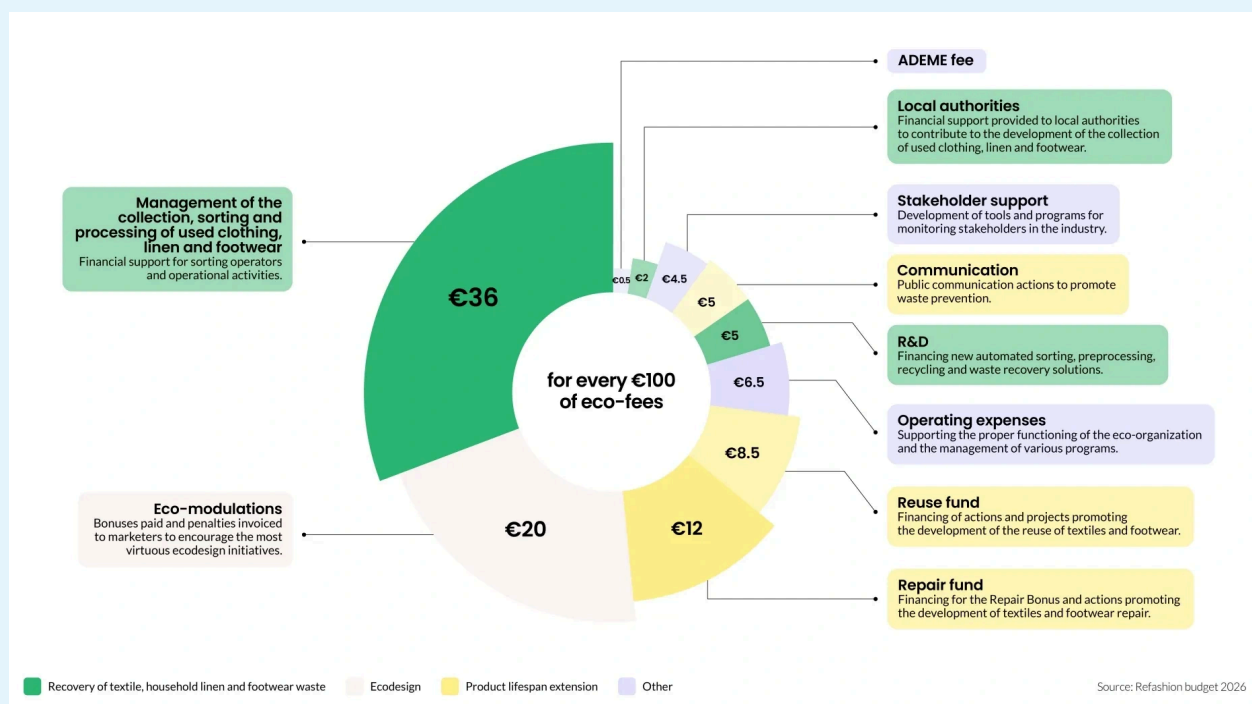 ADEME fee
Local authorities
Financial support provided to local authorities
to contribute to the development of the collection
of used clothing, linen and footwear.
Management of the
collection, sorting and
processing of used clothing,
linen and footwear
Financial support for sorting operators
and operational activities.
Stakeholder support
Development of tools and programs for
monitoring stakeholders in the industry.
Communication
Public communication actions to promote
waste prevention.
R&D
Financing new automated sorting, preprocessing,
recycling and waste recovery solutions.
Operating expenses
Supporting the proper functioning of the eco-organization
and the management of various programs.
Reuse fund
Financing of actions and projects promoting
the development of the reuse of textiles and footwear.
Repair fund
Financing for the Repair Bonus and actions promoting
the development of textiles and footwear repair.
Eco-modulations
Bonuses paid and penalties invoiced
to marketers to encourage the most
virtuous ecodesign initiatives.
€0.5
€2
€4.5
€5
€5
€6.5
€8.5
€12
€20
€36
for every €100
of eco-fees
Recovery of textile, household linen and footwear waste
Ecodesign
Product lifespan extension
Other
Source: Refashion budget 2026